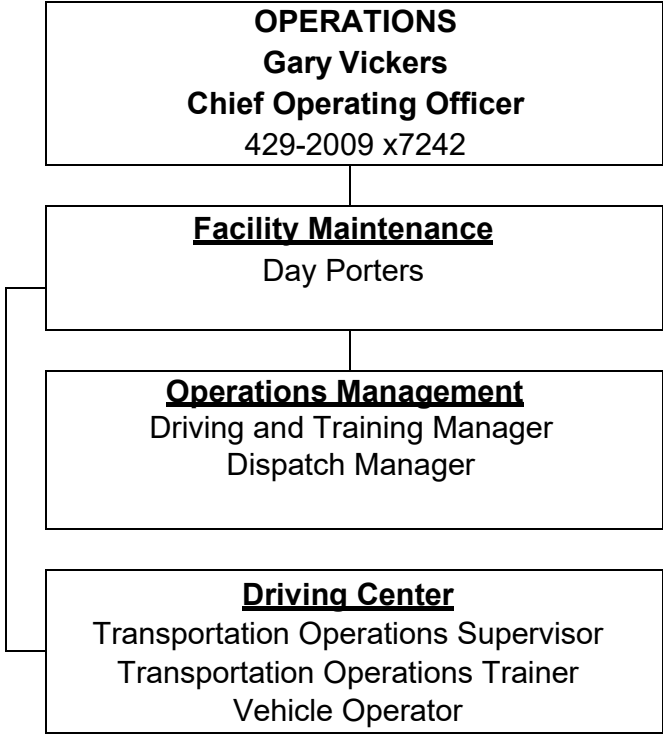 OPERATIONS
Gary Vickers
Chief Operating Officer
429-2009 x7242
Facility Maintenance
Day Porters
Operations Management
Driving and Training Manager
Dispatch Manager
Driving Center
Transportation Operations Supervisor
Transportation Operations Trainer
Vehicle Operator